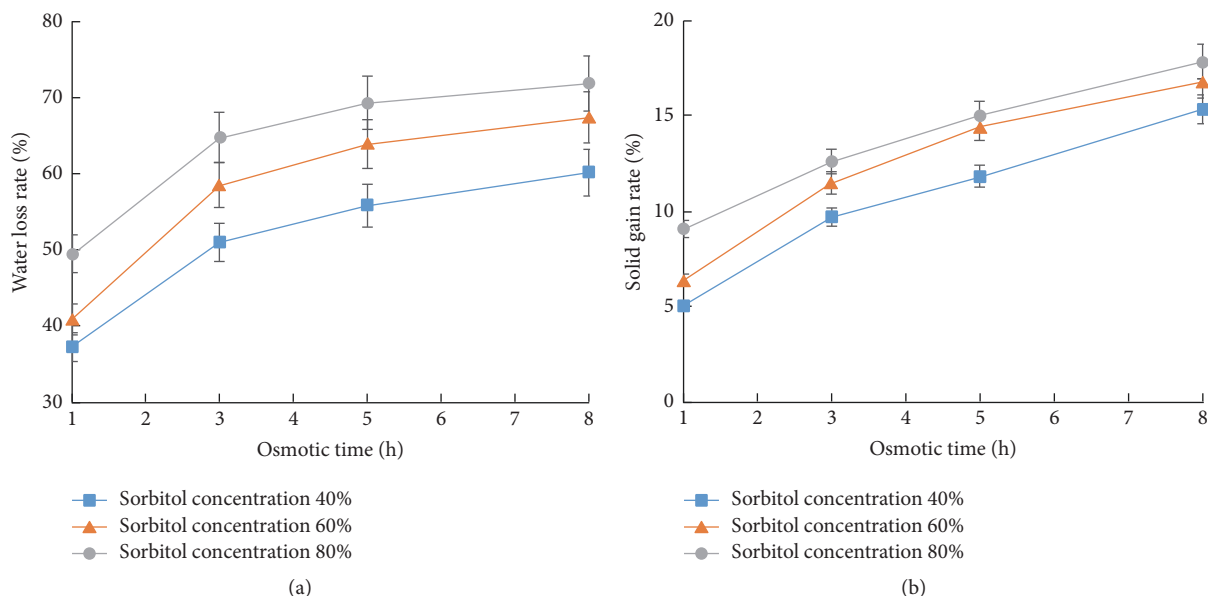 80
70
60
50
40
30
Water loss rate (%)
1 2 3 4 5 6 7 8
Osmotic time (h)
Sorbitol concentration 40%
Sorbitol concentration 60%
Sorbitol concentration 80%
(a)
20
15
10
5
0
Solid gain rate (%)
1 2 3 4 5 6 7 8
Osmotic time (h)
Sorbitol concentration 40%
Sorbitol concentration 60%
Sorbitol concentration 80%
(b)